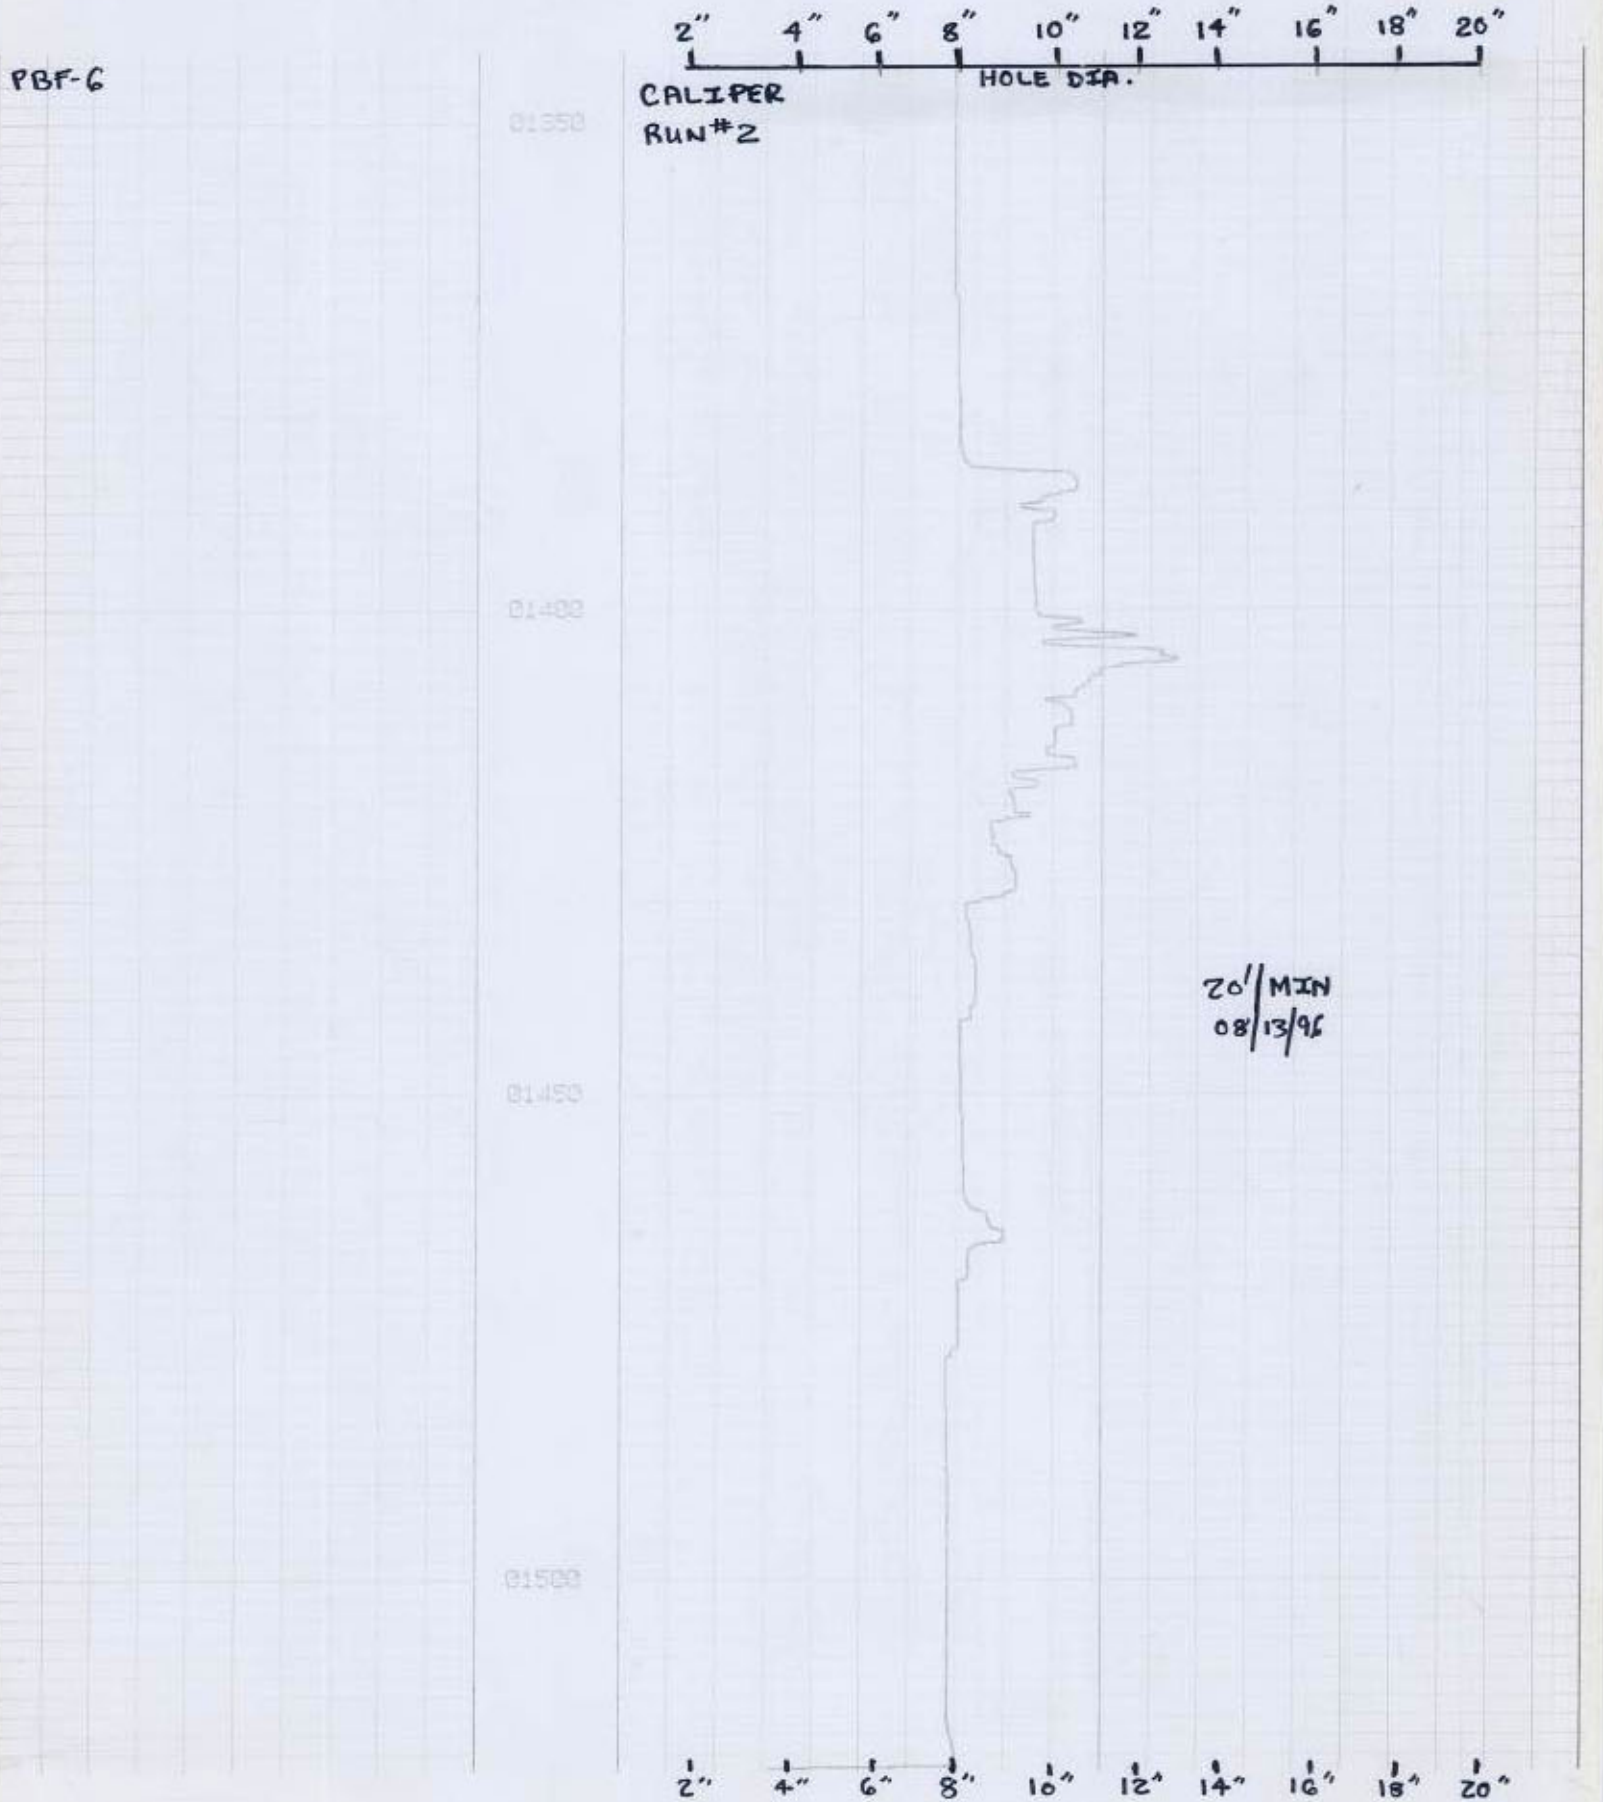 2" 4" 6" 8" 10" 12" 14" 16" 18" 20"
PBF-6
HOLE DIA.
CALIPER
RUN #2
01350
01400
20'/MIN
08/13/96
01450
01500
2" 4" 6" 8" 10" 12" 14" 16" 18" 20"